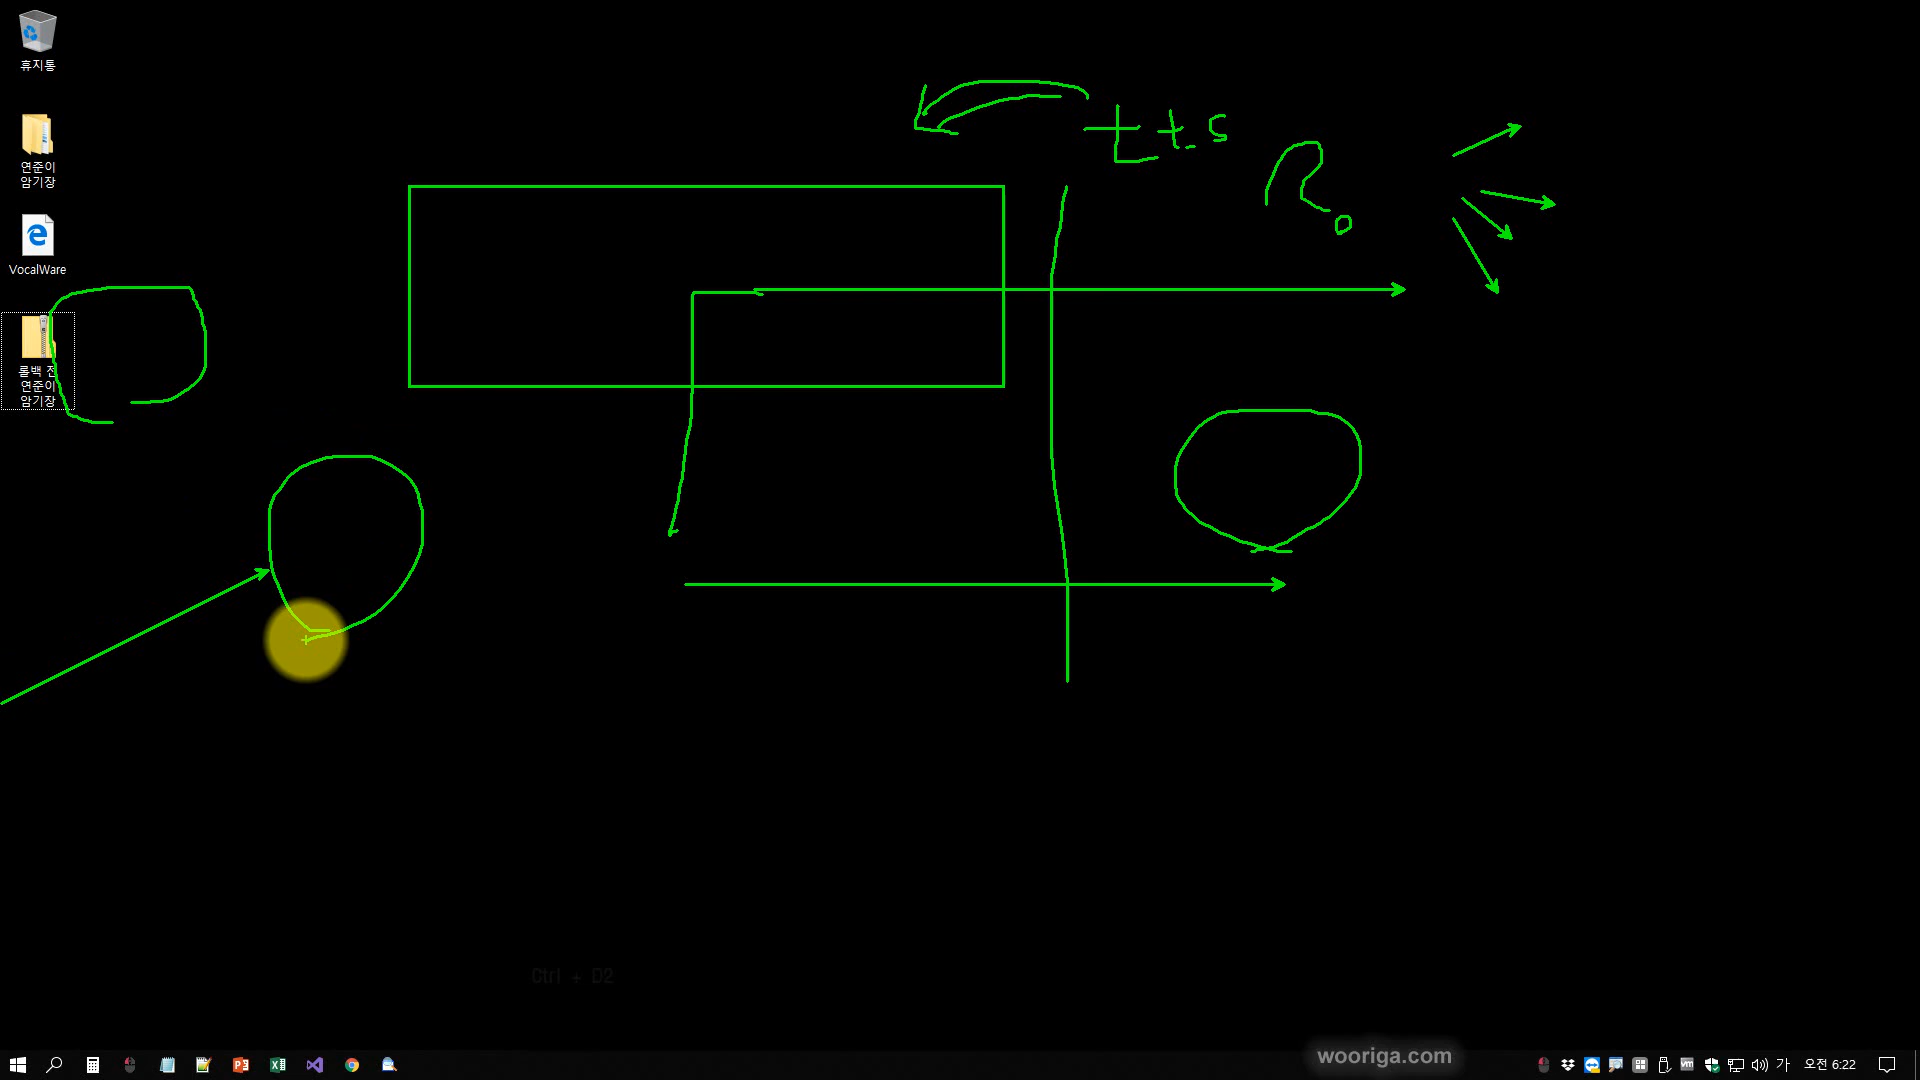 휴지통
연준이
암기장
VocalWare
롤백 전
연준이
암기장
t t.s
Ctrl + D2
wooriga.com
가
오전 6:22